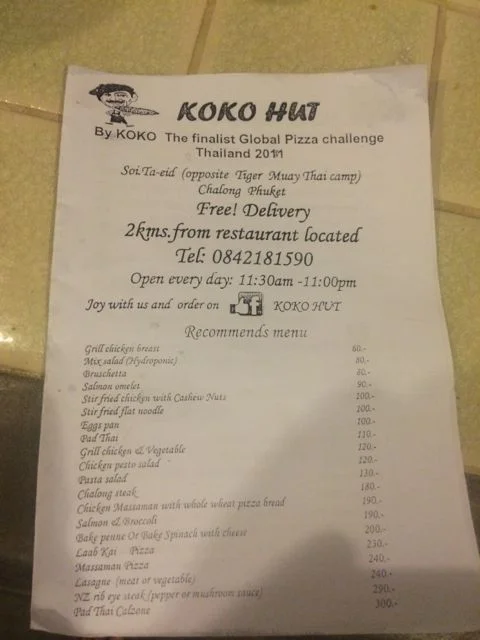 KOKO HUT
By KOKO The finalist Global Pizza challenge
Thailand 2011
Soi.Ta-eid (opposite Tiger Muay Thai camp)
Chalong Phuket
Free! Delivery
2kms.from restaurant located
Tel: 0842181590
Open every day: 11:30am -11:00pm
Joy with us and order on f KOKO HUT
Recommends menu
Grill chicken breast 60.-
Mix salad (Hydroponic) 80.-
Bruschetta 80.-
Salmon omelet 90.-
Stir fried chicken with Cashew Nuts 100.-
Stir fried flat noodle 100.-
Eggs pan 100.-
Pad Thai 110.-
Grill chicken & Vegetable 120.-
Chicken pesto salad 120.-
Pasta salad 130.-
Chalong steak 180.-
Chicken Massaman with whole wheat pizza bread 190.-
Salmon & Broccoli 190.-
Bake penne Or Bake Spinach with cheese 200.-
Laab Kai Pizza 230.-
Massaman Pizza 240.-
Lasagne (meat or vegetable) 240.-
NZ rib eye steak (pepper or mushroom sauce) 290.-
Pad Thai Calzone 300.-